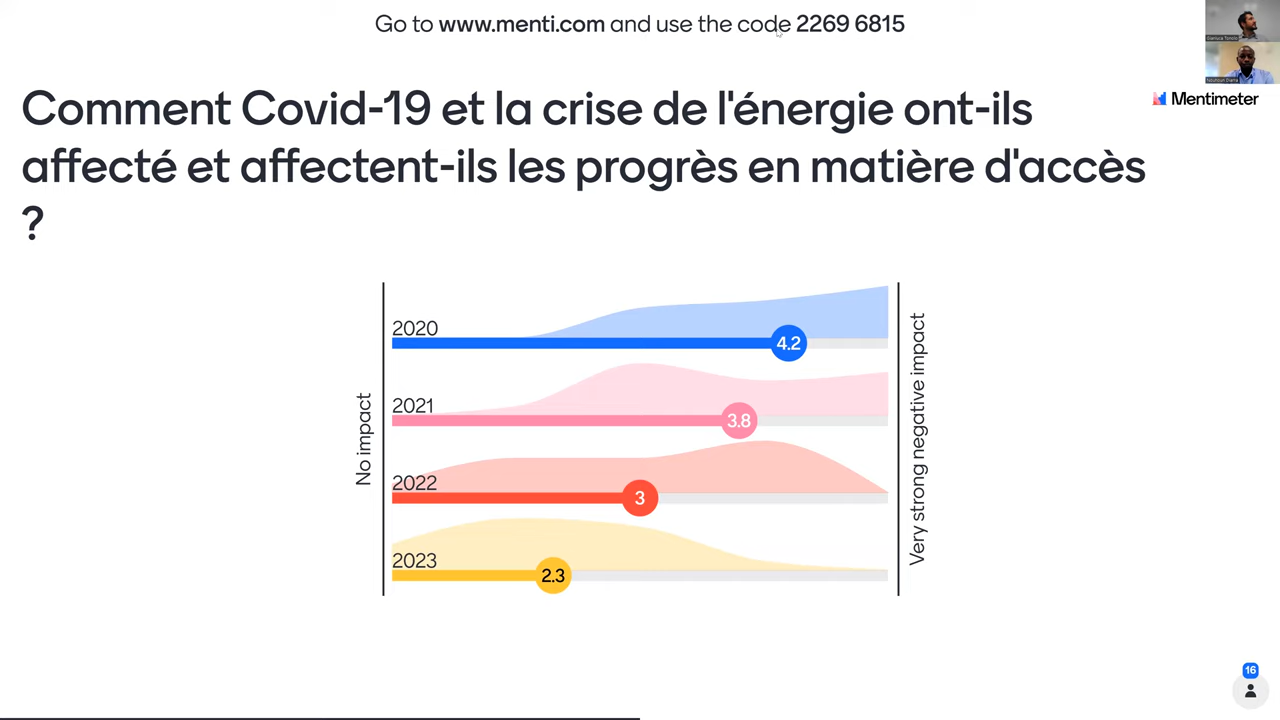 Go to www.menti.com and use the code 2269 6815
Mentimeter
Comment Covid-19 et la crise de l'énergie ont-ils
affecté et affectent-ils les progrès en matière d'accès
?
No impact
2020
4.2
2021
3.8
2022
3
2023
2.3
Very strong negative impact
16